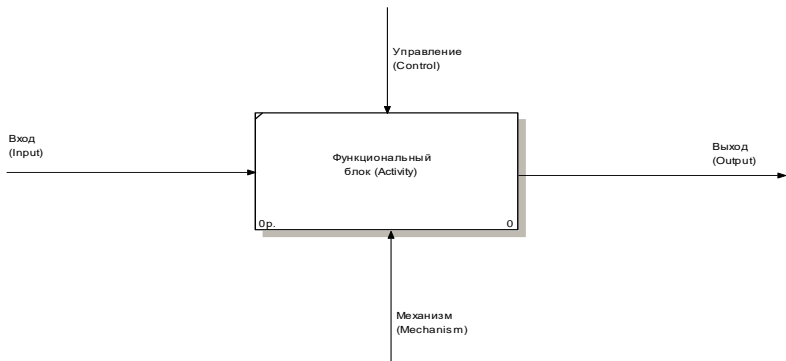 Управление
(Control)
Вход
(Input)
Функциональный
блок (Activity)
Выход
(Output)
0р.
0
Механизм
(Mechanism)